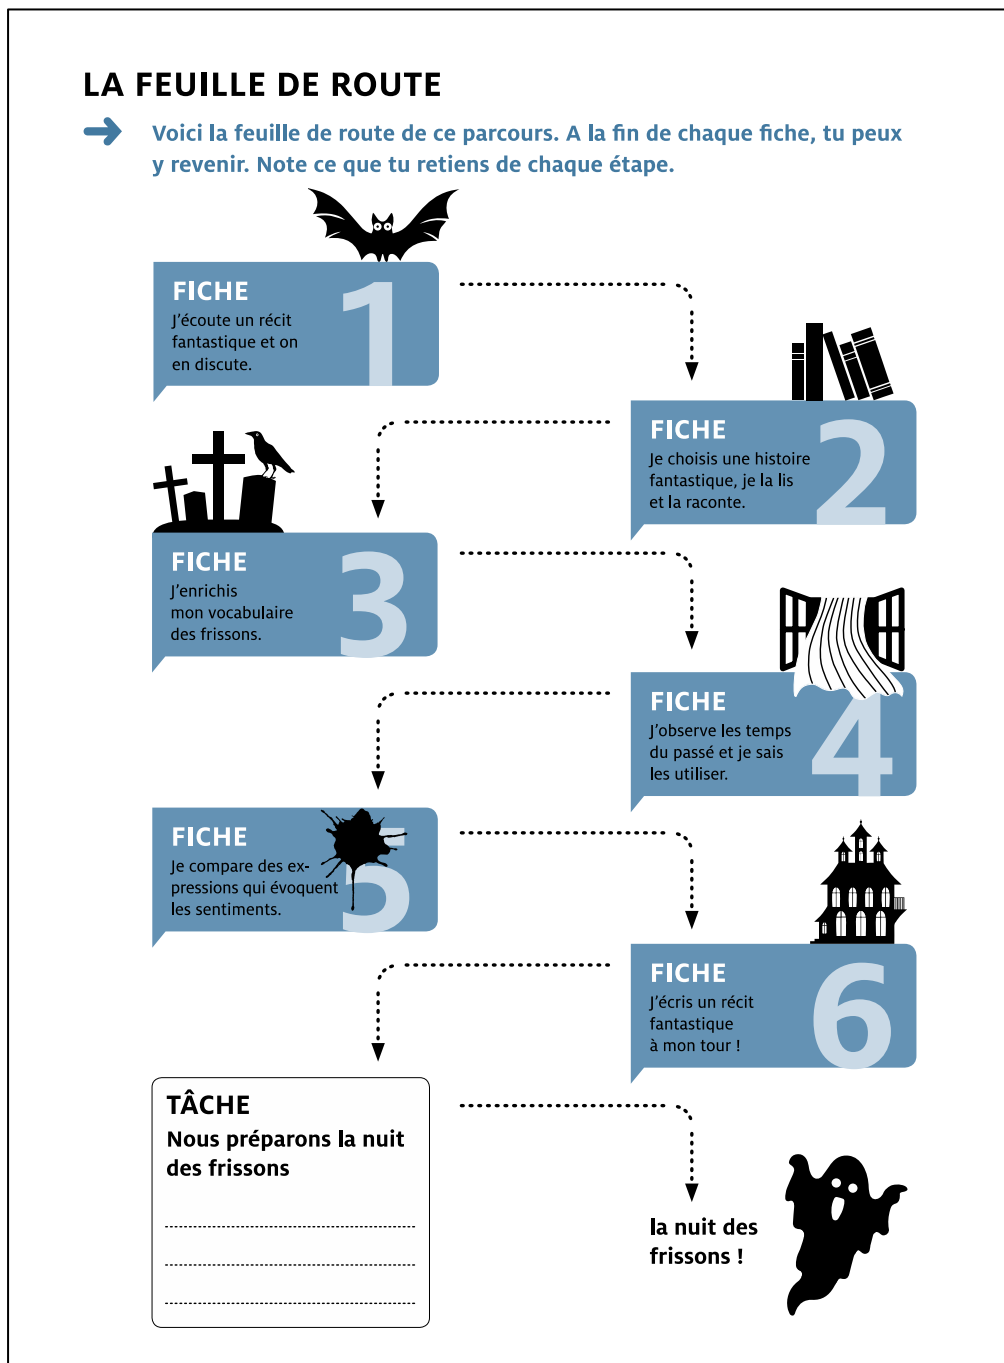 LA FEUILLE DE ROUTE
Voici la feuille de route de ce parcours. A la fin de chaque fiche, tu peux
y revenir. Note ce que tu retiens de chaque étape.
FICHE 1
J'écoute un récit
fantastique et on
en discute.
FICHE 2
Je choisis une histoire
fantastique, je la lis
et la raconte.
FICHE 3
J'enrichis
mon vocabulaire
des frissons.
FICHE 4
J'observe les temps
du passé et je sais
les utiliser.
FICHE 5
Je compare des ex-
pressions qui évoquent
les sentiments.
FICHE 6
J'écris un récit
fantastique
à mon tour !
TÂCHE
Nous préparons la nuit
des frissons
la nuit des
frissons !